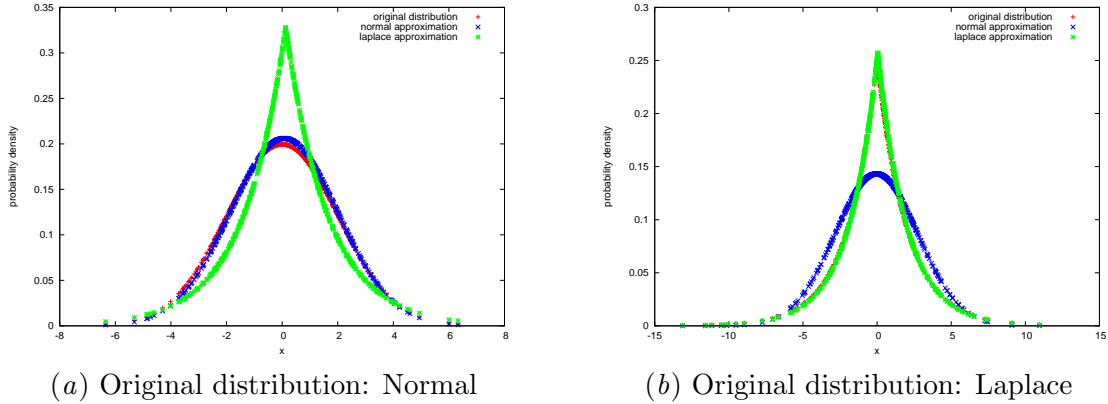 0.35
0.3
0.25
0.2
0.15
0.1
0.05
0
-8 -6 -4 -2 0 2 4 6 8
probability density
x
original distribution
normal approximation
laplace approximation
(a) Original distribution: Normal
0.3
0.25
0.2
0.15
0.1
0.05
0
-15 -10 -5 0 5 10 15
probability density
x
original distribution
normal approximation
laplace approximation
(b) Original distribution: Laplace